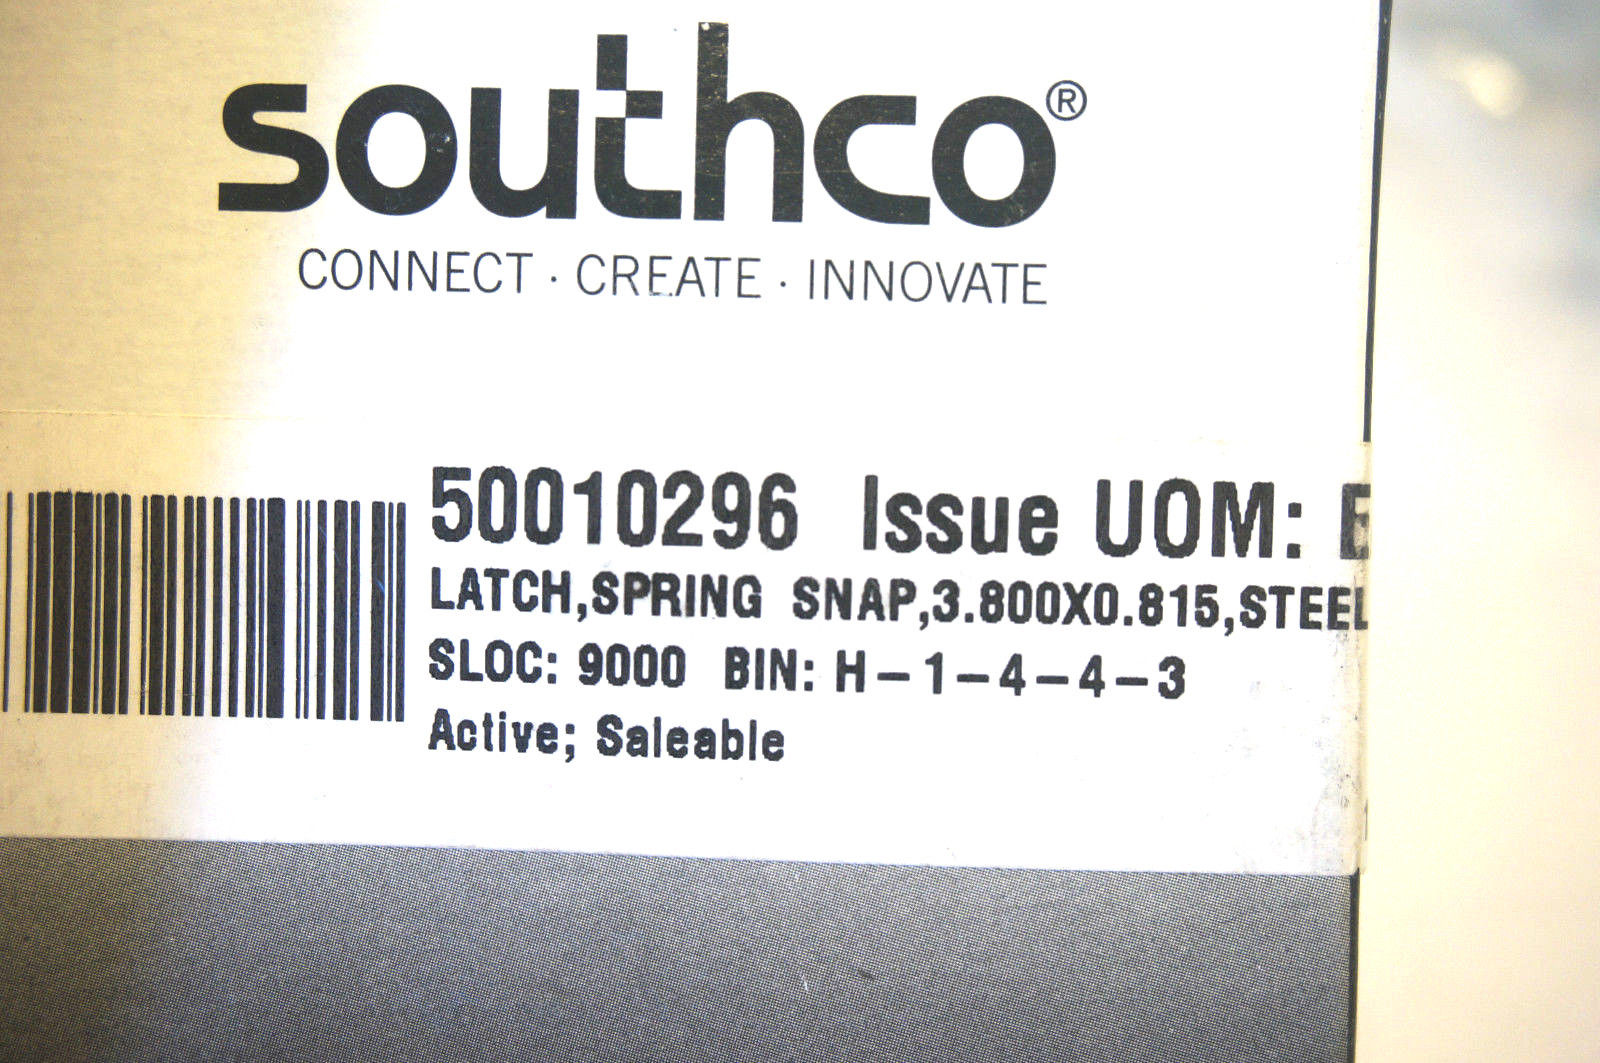 southco®
CONNECT · CREATE · INNOVATE
50010296 Issue UOM: E
LATCH,SPRING SNAP,3.800X0.815,STEEL
SLOC: 9000 BIN: H-1-4-4-3
Active; Saleable